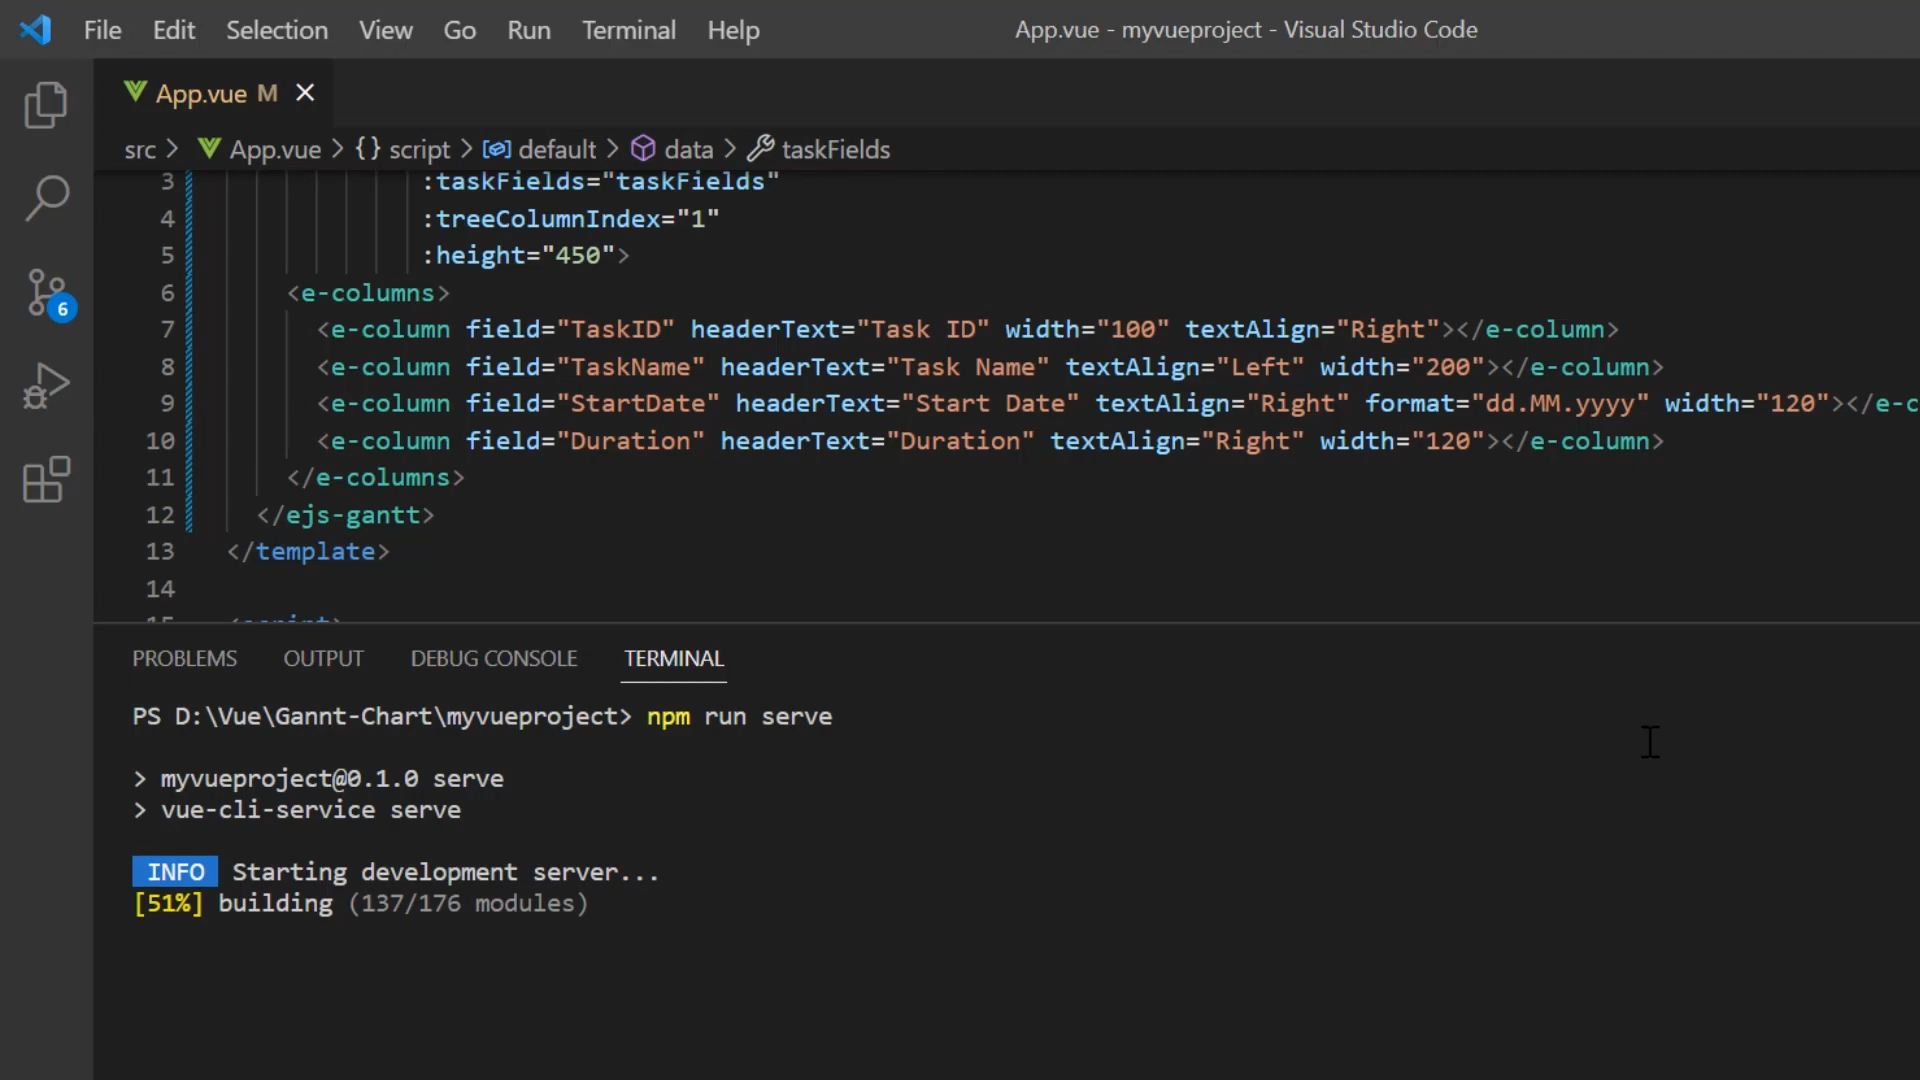 File Edit Selection View Go Run Terminal Help App.vue - myvueproject - Visual Studio Code
App.vue M
src > App.vue > {} script > default > data > taskFields
3 :taskFields="taskFields"
4 :treeColumnIndex="1"
5 :height="450">
6 <e-columns>
7 <e-column field="TaskID" headerText="Task ID" width="100" textAlign="Right"></e-column>
8 <e-column field="TaskName" headerText="Task Name" textAlign="Left" width="200"></e-column>
9 <e-column field="StartDate" headerText="Start Date" textAlign="Right" format="dd.MM.yyyy" width="120"></e-c
10 <e-column field="Duration" headerText="Duration" textAlign="Right" width="120"></e-column>
11 </e-columns>
12 </ejs-gantt>
13 </template>
14
15 <script>
6
PROBLEMS OUTPUT DEBUG CONSOLE TERMINAL
PS D:\Vue\Gannt-Chart\myvueproject> npm run serve
> myvueproject@0.1.0 serve
> vue-cli-service serve
INFO Starting development server...
[51%] building (137/176 modules)